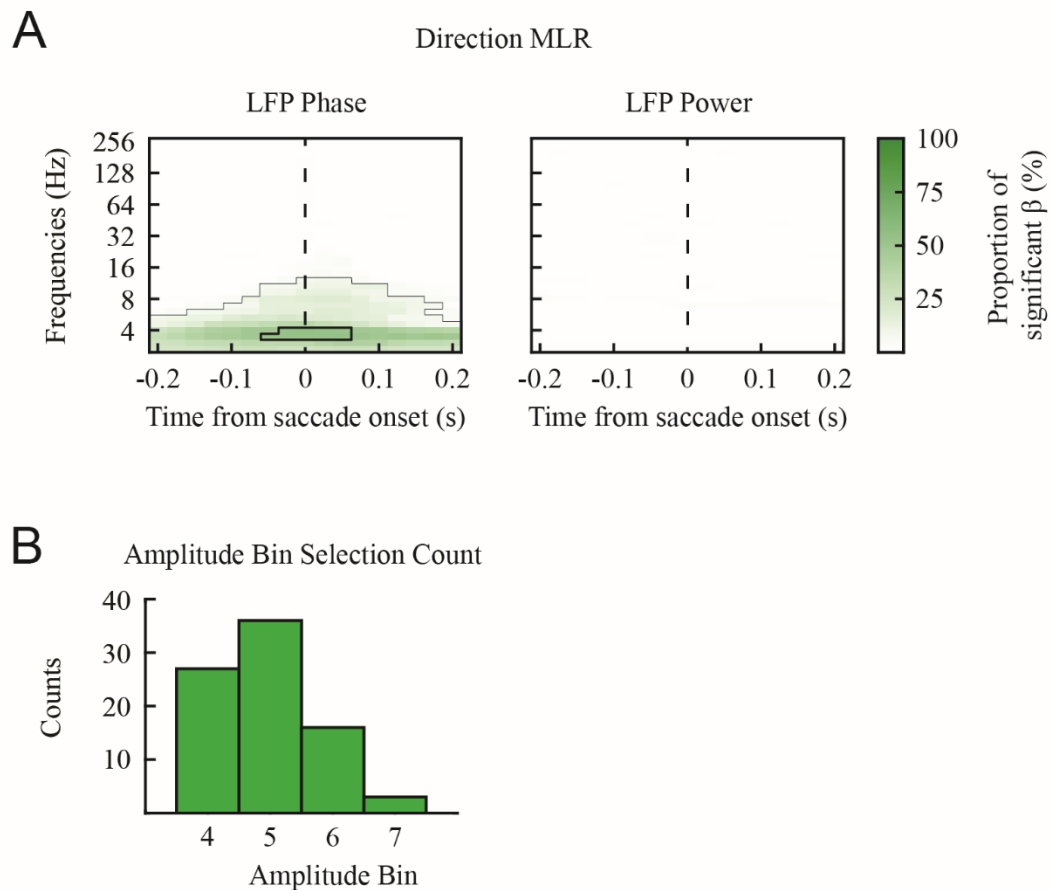 A
Direction MLR
LFP Phase
LFP Power
Frequencies (Hz)
256
128
64
32
16
8
4
-0.2 -0.1 0 0.1 0.2
Time from saccade onset (s)
-0.2 -0.1 0 0.1 0.2
Time from saccade onset (s)
100
75
50
25
Proportion of
significant β (%)
B
Amplitude Bin Selection Count
Counts
40
30
20
10
4 5 6 7
Amplitude Bin